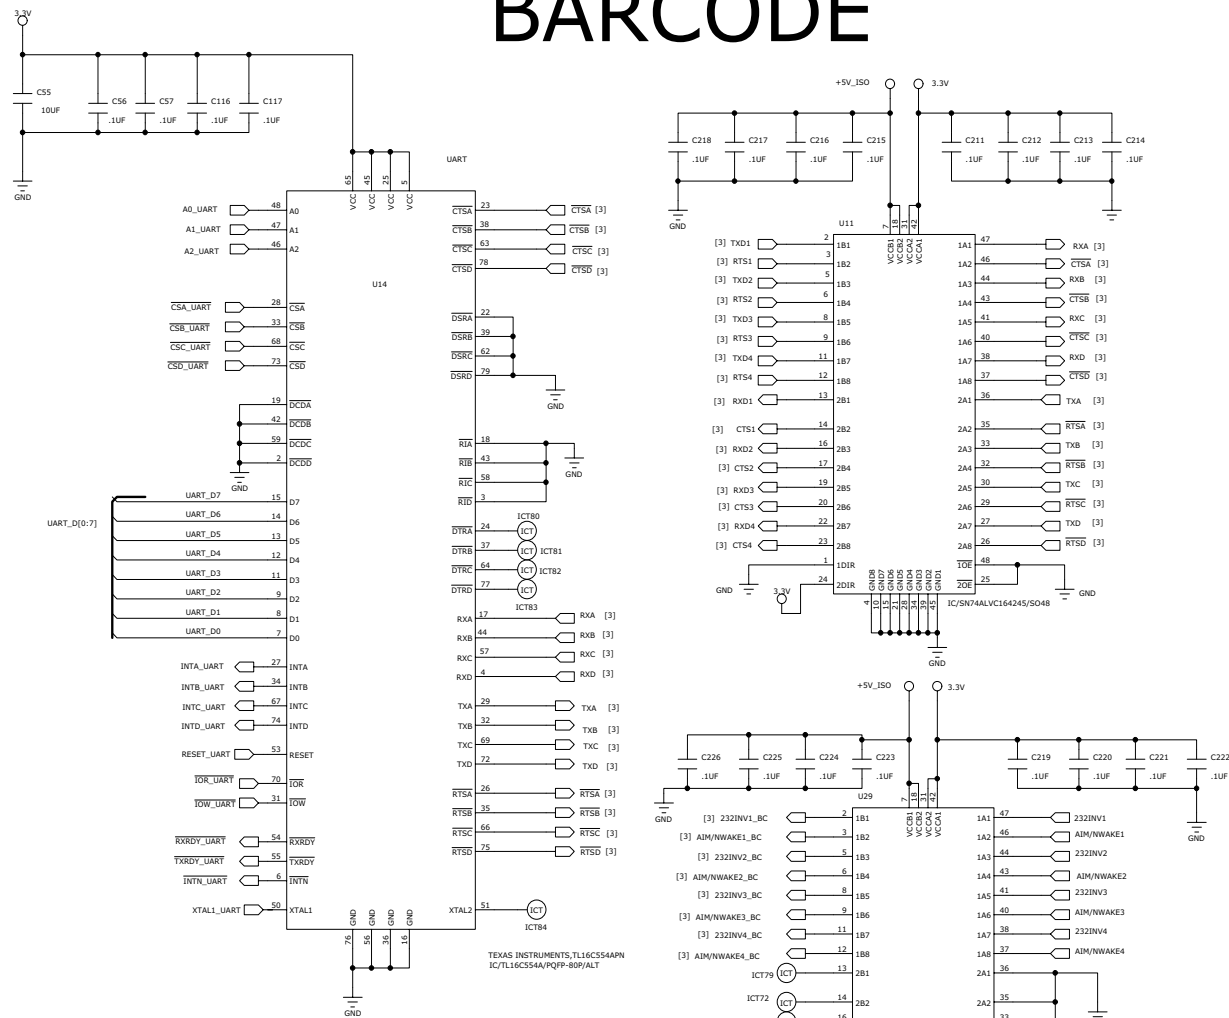 BARCODE
3.3V
C55
10UF
C56
.1UF
C57
.1UF
C116
.1UF
C117
.1UF
GND
UART
65
45
25
5
VCC
VCC
VCC
VCC
U14
A0_UART 48 A0
A1_UART 47 A1
A2_UART 46 A2
CSA_UART 28 CSA
CSB_UART 33 CSB
CSC_UART 68 CSC
CSD_UART 73 CSD
19 DCDA
42 DCDB
59 DCDC
2 DCDD
GND
UART_D[0:7]
UART_D7 15 D7
UART_D6 14 D6
UART_D5 13 D5
UART_D4 12 D4
UART_D3 11 D3
UART_D2 9 D2
UART_D1 8 D1
UART_D0 7 D0
INTA_UART 27 INTA
INTB_UART 34 INTB
INTC_UART 67 INTC
INTD_UART 74 INTD
RESET_UART 53 RESET
IOR_UART 70 IOR
IOW_UART 31 IOW
RXRDY_UART 54 RXRDY
TXRDY_UART 55 TXRDY
INTN_UART 6 INTN
XTAL1_UART 50 XTAL1
CTSA 23 CTSA [3]
CTSB 38 CTSB [3]
CTSC 63 CTSC [3]
CTSD 78 CTSD [3]
DSRA 22
DSRB 39
DSRC 62
DSRD 79
GND
RIA 18
RIB 43
RIC 58
RID 3
GND
DTRA 24 ICT ICT80
DTRB 37 ICT ICT81
DTRC 64 ICT ICT82
DTRD 77 ICT ICT83
RXA 17 RXA [3]
RXB 44 RXB [3]
RXC 57 RXC [3]
RXD 4 RXD [3]
TXA 29 TXA [3]
TXB 32 TXB [3]
TXC 69 TXC [3]
TXD 72 TXD [3]
RTSA 26 RTSA [3]
RTSB 35 RTSB [3]
RTSC 66 RTSC [3]
RTSD 75 RTSD [3]
XTAL2 51 ICT ICT84
GND
GND
GND
GND
76
56
36
16
GND
TEXAS INSTRUMENTS,TL16C554APN
IC/TL16C554A/PQFP-80P/ALT
+5V_ISO
3.3V
C218
.1UF
C217
.1UF
C216
.1UF
C215
.1UF
C211
.1UF
C212
.1UF
C213
.1UF
C214
.1UF
GND
U11
7
18
31
42
VCCB1
VCCB2
VCCA2
VCCA1
[3] TXD1 2 1B1
[3] RTS1 3 1B2
[3] TXD2 5 1B3
[3] RTS2 6 1B4
[3] TXD3 8 1B5
[3] RTS3 9 1B6
[3] TXD4 11 1B7
[3] RTS4 12 1B8
[3] RXD1 13 2B1
[3] CTS1 14 2B2
[3] RXD2 16 2B3
[3] CTS2 17 2B4
[3] RXD3 19 2B5
[3] CTS3 20 2B6
[3] RXD4 22 2B7
[3] CTS4 23 2B8
1 1DIR
GND
24 2DIR
3.3V
1A1 47 RXA [3]
1A2 46 CTSA [3]
1A3 44 RXB [3]
1A4 43 CTSB [3]
1A5 41 RXC [3]
1A6 40 CTSC [3]
1A7 38 RXD [3]
1A8 37 CTSD [3]
2A1 36 TXA [3]
2A2 35 RTSA [3]
2A3 33 TXB [3]
2A4 32 RTSB [3]
2A5 30 TXC [3]
2A6 29 RTSC [3]
2A7 27 TXD [3]
2A8 26 RTSD [3]
1OE 48
2OE 25
GND
GND8
GND7
GND6
GND5
GND4
GND3
GND2
GND1
4
10
15
21
28
34
39
45
IC/SN74ALVC164245/SO48
GND
+5V_ISO
3.3V
C226
.1UF
C225
.1UF
C224
.1UF
C223
.1UF
C219
.1UF
C220
.1UF
C221
.1UF
C222
.1UF
GND
GND
U29
7
18
31
42
VCCB1
VCCB2
VCCA2
VCCA1
[3] 232INV1_BC 2 1B1
[3] AIM/NWAKE1_BC 3 1B2
[3] 232INV2_BC 5 1B3
[3] AIM/NWAKE2_BC 6 1B4
[3] 232INV3_BC 8 1B5
[3] AIM/NWAKE3_BC 9 1B6
[3] 232INV4_BC 11 1B7
[3] AIM/NWAKE4_BC 12 1B8
ICT79 ICT 13 2B1
ICT72 ICT 14 2B2
16
1A1 47 232INV1
1A2 46 AIM/NWAKE1
1A3 44 232INV2
1A4 43 AIM/NWAKE2
1A5 41 232INV3
1A6 40 AIM/NWAKE3
1A7 38 232INV4
1A8 37 AIM/NWAKE4
2A1 36
2A2 35
33